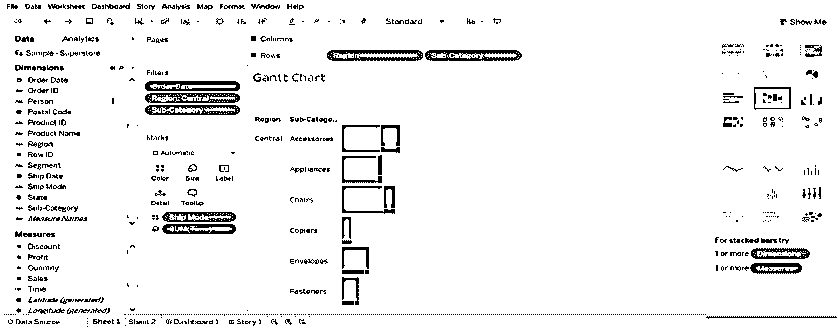 File Data Worksheet Dashboard Story Analysis Map Format Window Help
Standard
Show Me
Data Analytics
Sample - Superstore
Dimensions
Order Date
Order ID
Person
Postal Code
Product ID
Product Name
Region
Row ID
Segment
Ship Date
Ship Mode
State
Sub-Category
Measure Names
Measures
Discount
Profit
Quantity
Sales
Time
Latitude (generated)
Longitude (generated)
Pages
Filters
Order Date
Region: Central
Sub-Category
Marks
Automatic
Color Size Label
Detail Tooltip
Ship Mode
Columns
Rows Region Sub-Category
Gantt Chart
Region Sub-Catego..
Central Accessories
Appliances
Chairs
Copiers
Envelopes
Fasteners
For stacked bars try
1 or more Dimensions
1 or more Measures
Data Source Sheet 1 Sheet 2 Dashboard 1 Story 1